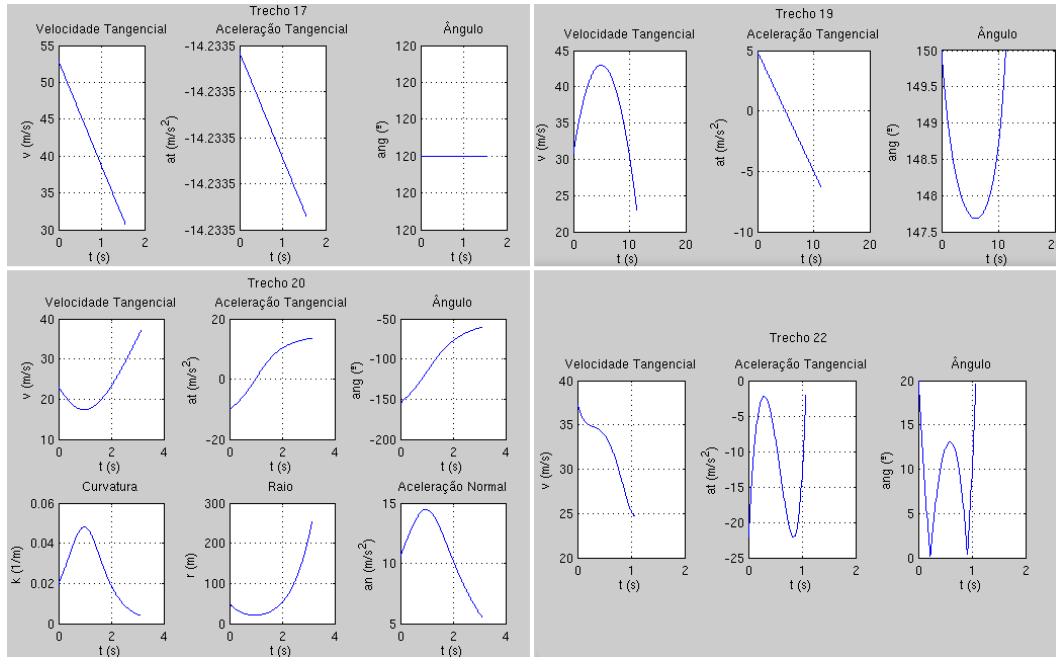 Trecho 17
Velocidade Tangencial
Aceleração Tangencial
Ângulo
55
50
45
40
35
30
v (m/s)
0 1 2
t (s)
-14.2335
-14.2335
-14.2335
-14.2335
-14.2335
at (m/s²)
0 1 2
t (s)
120
120
120
120
120
120
120
ang (ª)
0 1 2
t (s)
Trecho 19
Velocidade Tangencial
Aceleração Tangencial
Ângulo
45
40
35
30
25
20
v (m/s)
0 10 20
t (s)
5
0
-5
-10
at (m/s²)
0 10 20
t (s)
150
149.5
149
148.5
148
147.5
ang (ª)
0 10 20
t (s)
Trecho 20
Velocidade Tangencial
Aceleração Tangencial
Ângulo
40
30
20
10
v (m/s)
0 2 4
t (s)
20
0
-20
at (m/s²)
0 2 4
t (s)
-50
-100
-150
-200
ang (ª)
0 2 4
t (s)
Curvatura
Raio
Aceleração Normal
0.06
0.04
0.02
0
k (1/m)
0 2 4
t (s)
300
200
100
0
r (m)
0 2 4
t (s)
15
10
5
an (m/s²)
0 2 4
t (s)
Trecho 22
Velocidade Tangencial
Aceleração Tangencial
Ângulo
40
35
30
25
20
v (m/s)
0 1 2
t (s)
0
-5
-10
-15
-20
-25
at (m/s²)
0 1 2
t (s)
20
15
10
5
0
ang (ª)
0 1 2
t (s)